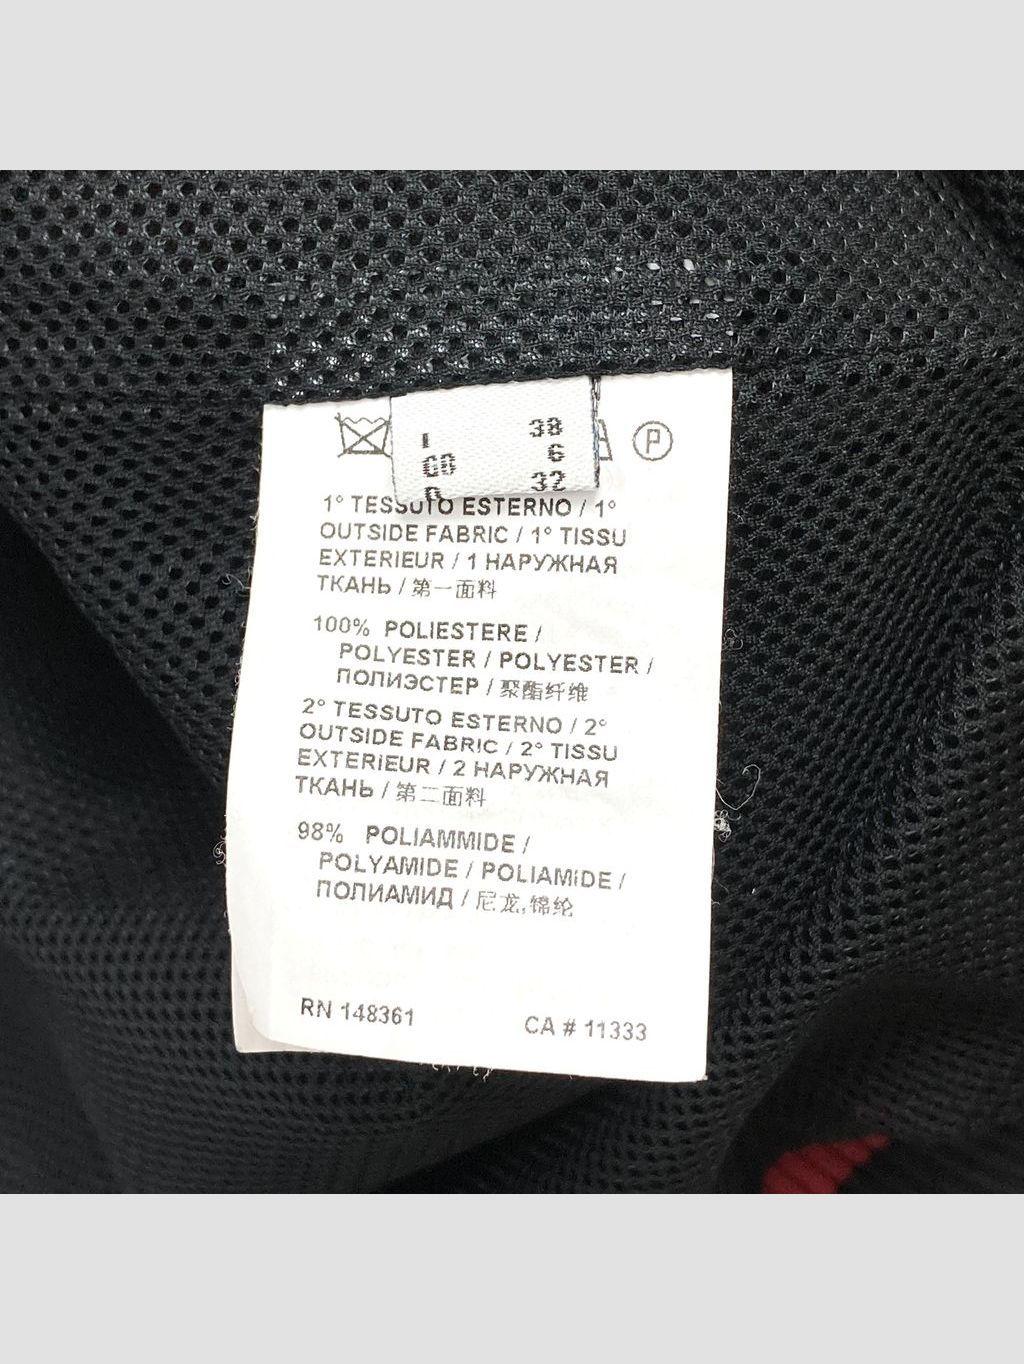 I 38
GB 6
D 32
P
1° TESSUTO ESTERNO / 1°
OUTSIDE FABRIC / 1° TISSU
EXTERIEUR / 1 НАРУЖНАЯ
ТКАНЬ / 第一面料
100% POLIESTERE /
POLYESTER / POLYESTER /
ПОЛИЭСТЕР / 聚酯纤维
2° TESSUTO ESTERNO / 2°
OUTSIDE FABRIC / 2° TISSU
EXTERIEUR / 2 НАРУЖНАЯ
ТКАНЬ / 第二面料
98% POLIAMMIDE /
POLYAMIDE / POLIAMIDE /
ПОЛИАМИД / 尼龙,锦纶
RN 148361
CA # 11333